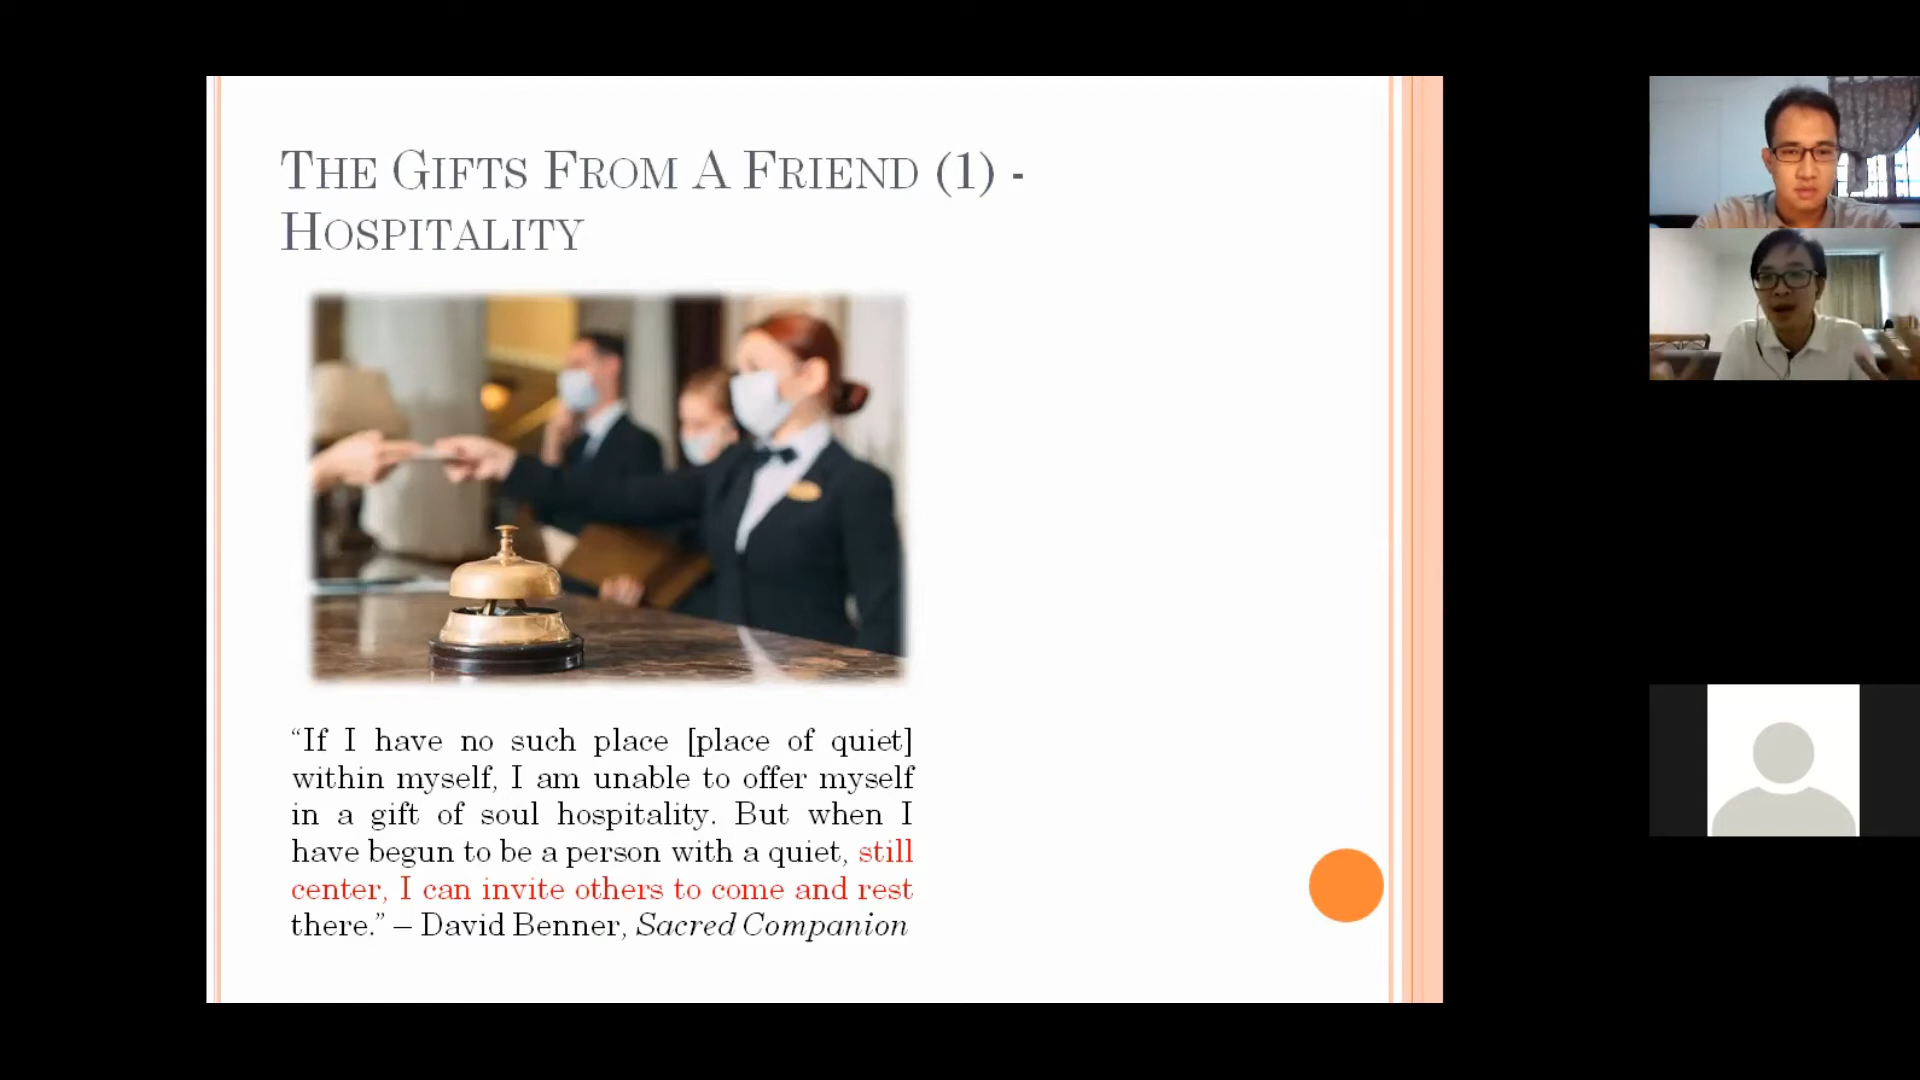 THE GIFTS FROM A FRIEND (1) -
HOSPITALITY
“If I have no such place [place of quiet]
within myself, I am unable to offer myself
in a gift of soul hospitality. But when I
have begun to be a person with a quiet, still
center, I can invite others to come and rest
there.” – David Benner, Sacred Companion